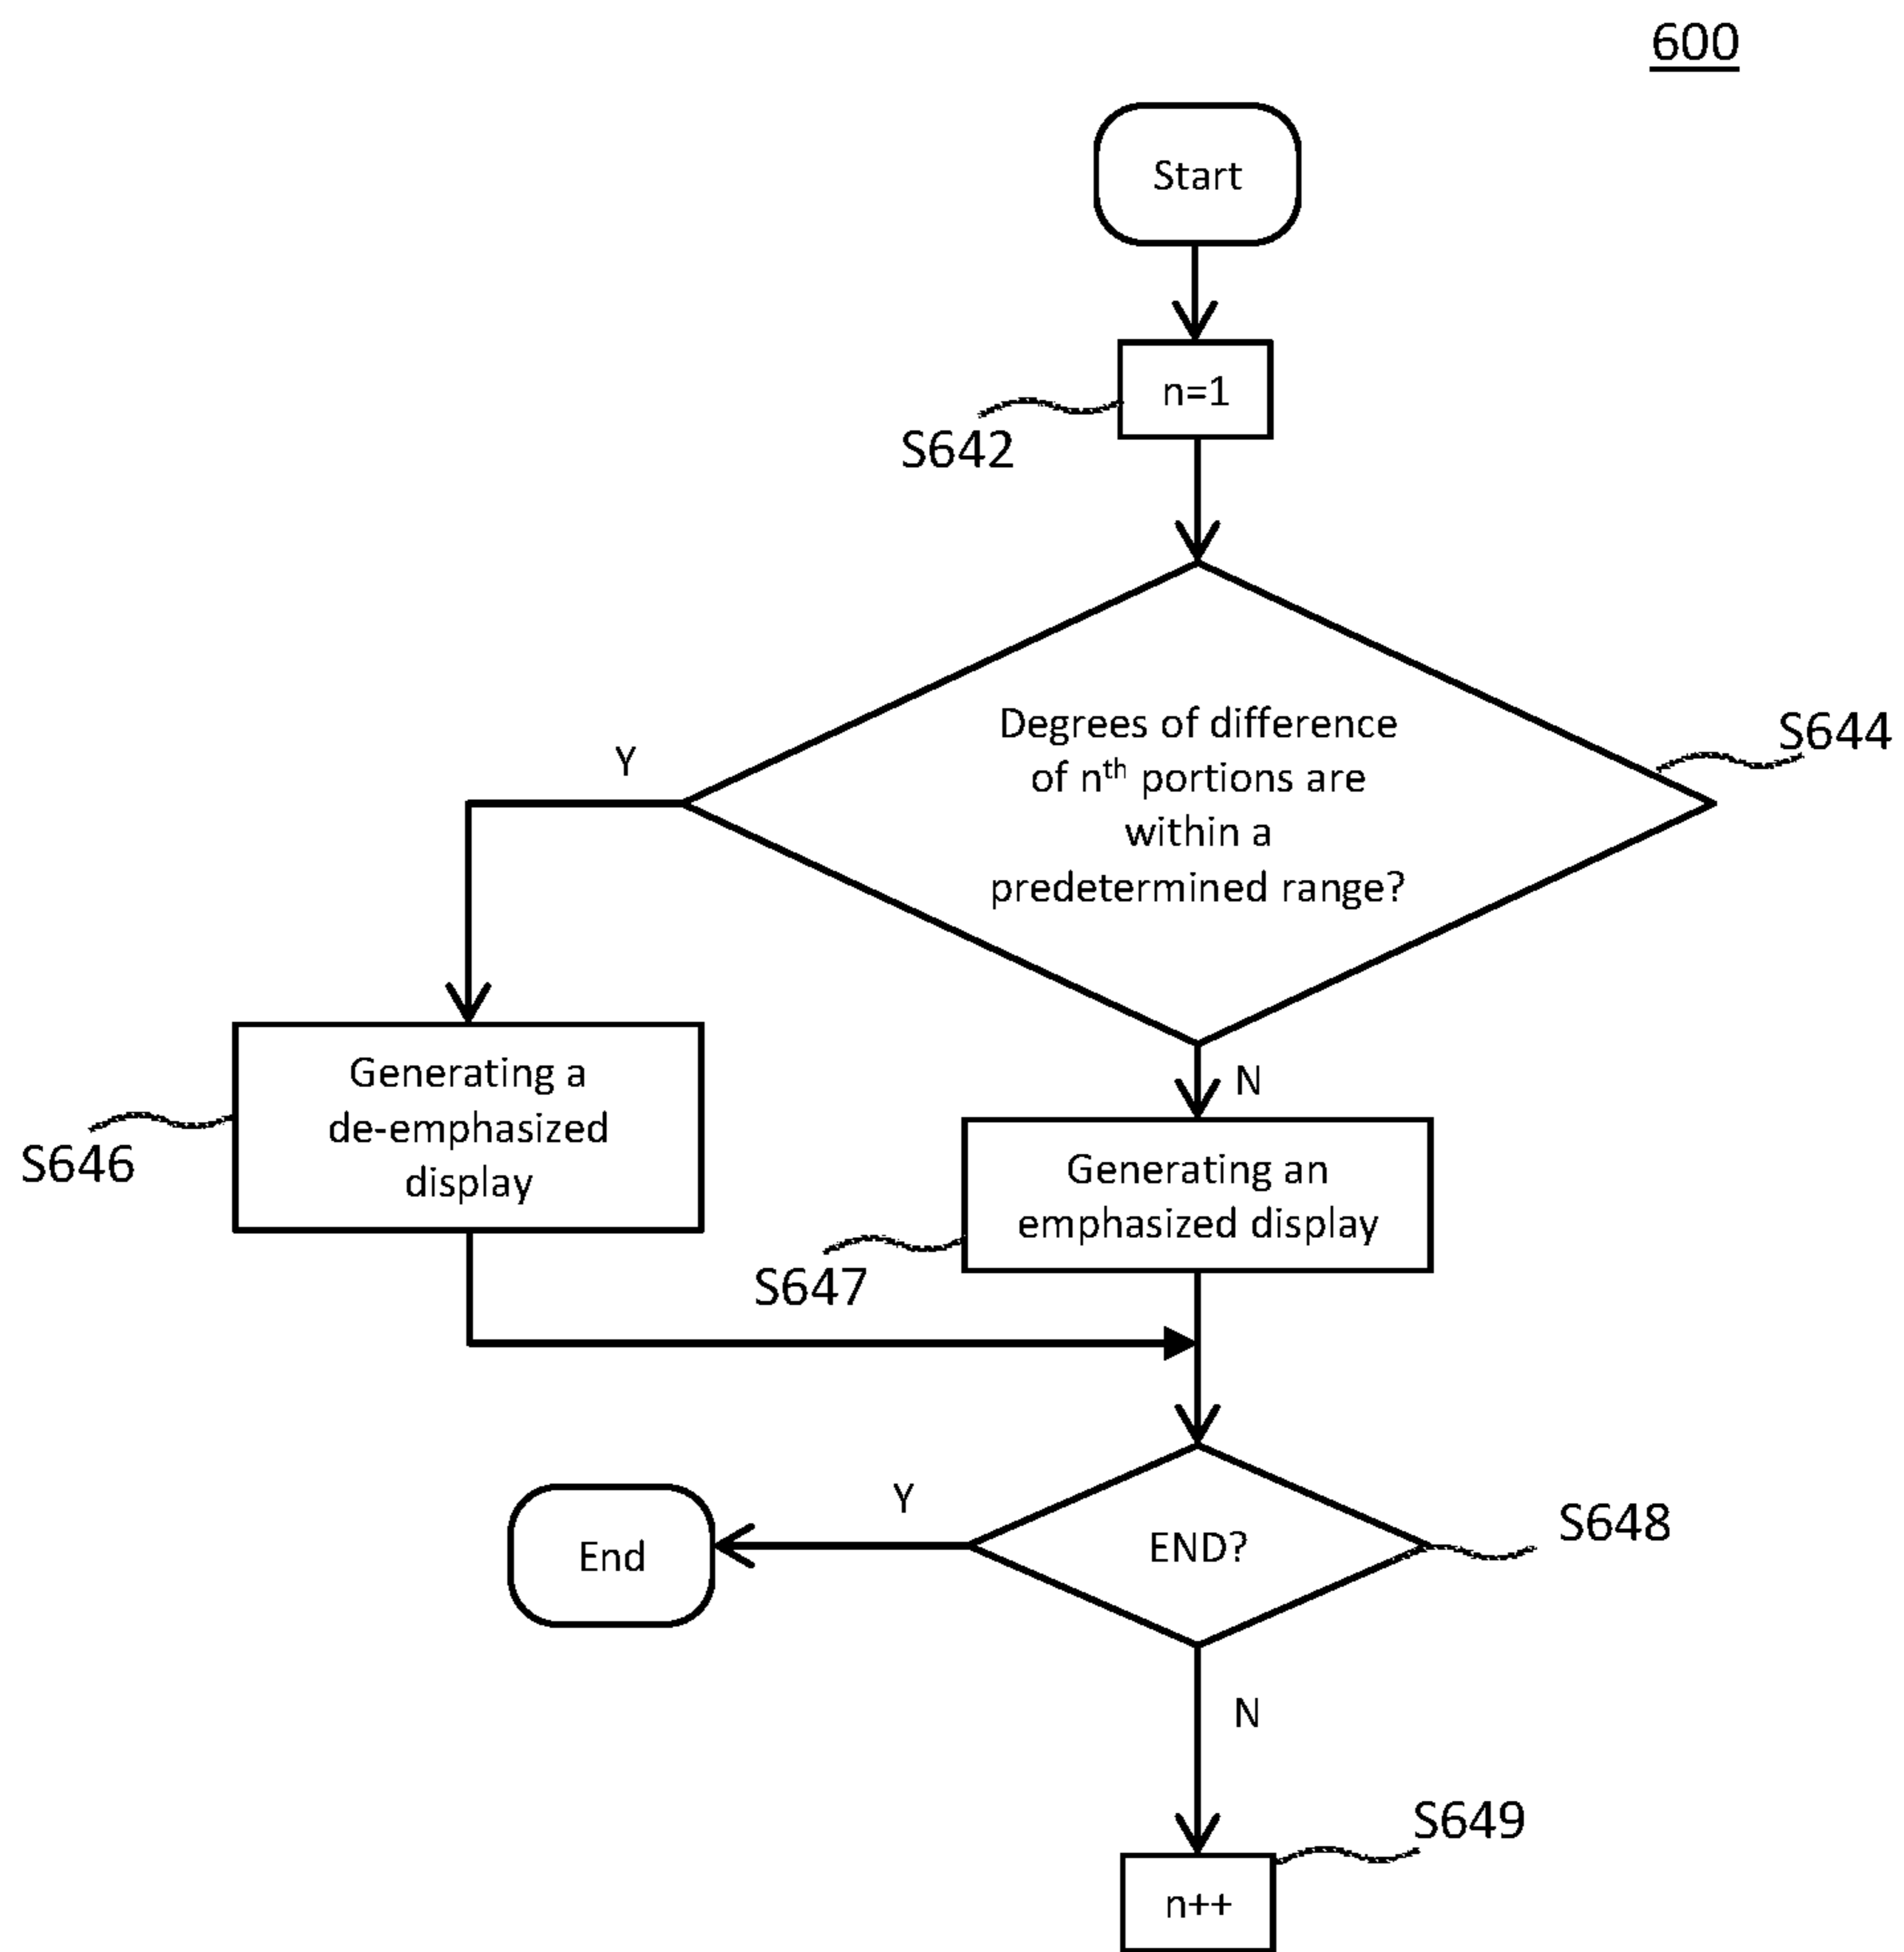 600
Start
n=1
S642
Degrees of difference
of nth portions are
within a
predetermined range?
S644
Y
N
Generating a
de-emphasized
display
S646
Generating an
emphasized display
S647
END?
S648
Y
End
N
S649
n++